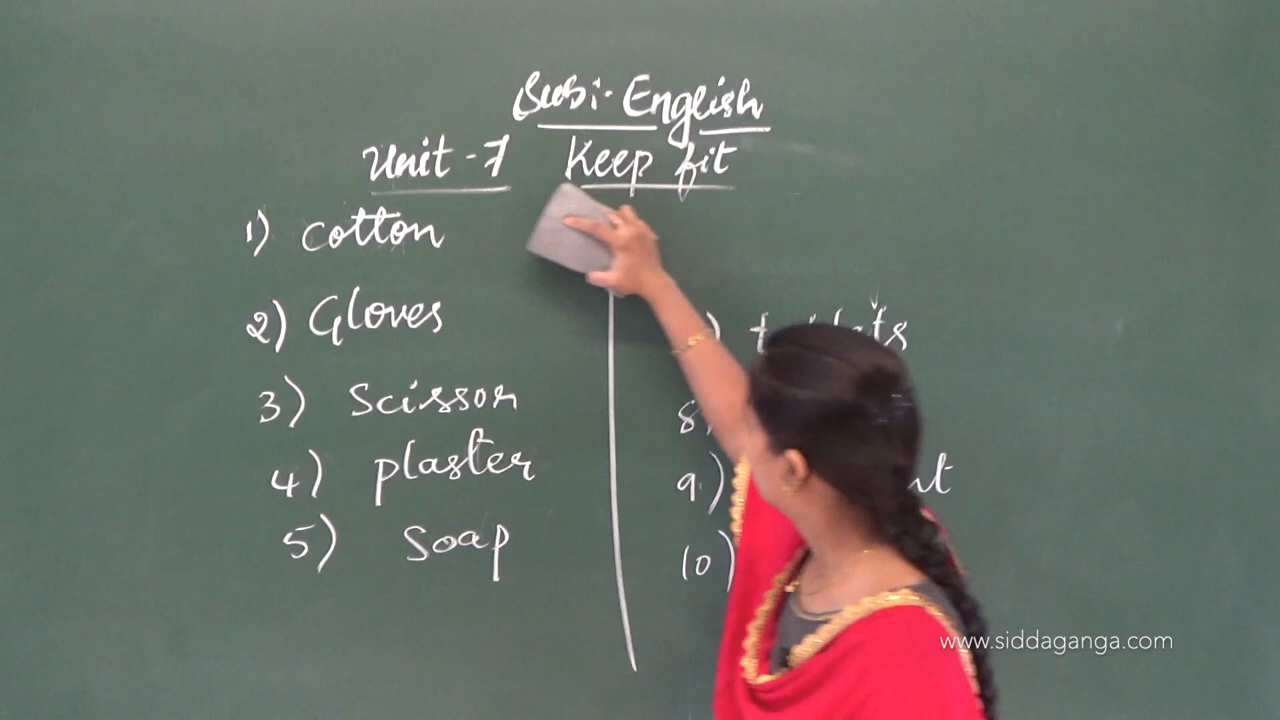 Sub:- English
Unit - 7 Keep fit
1) cotton
2) Gloves
3) Scissor
4) plaster
5) Soap
8)
9)
10)
www.siddaganga.com